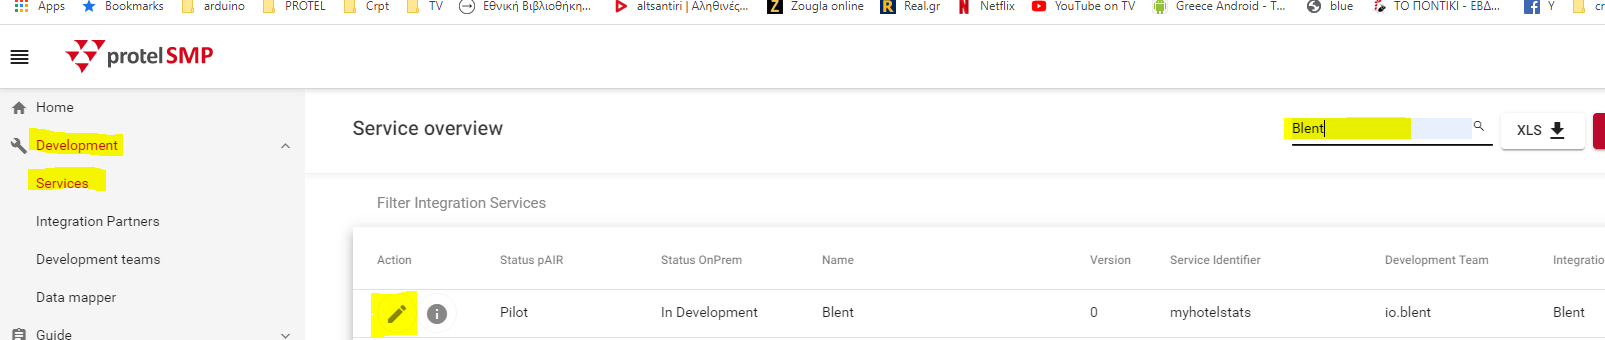 Apps Bookmarks arduino PROTEL Crpt TV Εθνική Βιβλιοθήκη... altsantiri | Αληθινές... Zougla online Real.gr Netflix YouTube on TV Greece Android - T... blue ΤΟ ΠΟΝΤΙΚΙ - ΕΒΔ... Y cr
protel SMP
Home
Service overview
Blent
XLS
Development
Services
Filter Integration Services
Integration Partners
Action Status pAIR Status OnPrem Name Version Service Identifier Development Team Integratio
Development teams
Data mapper
Pilot In Development Blent 0 myhotelstats io.blent Blent
Guide